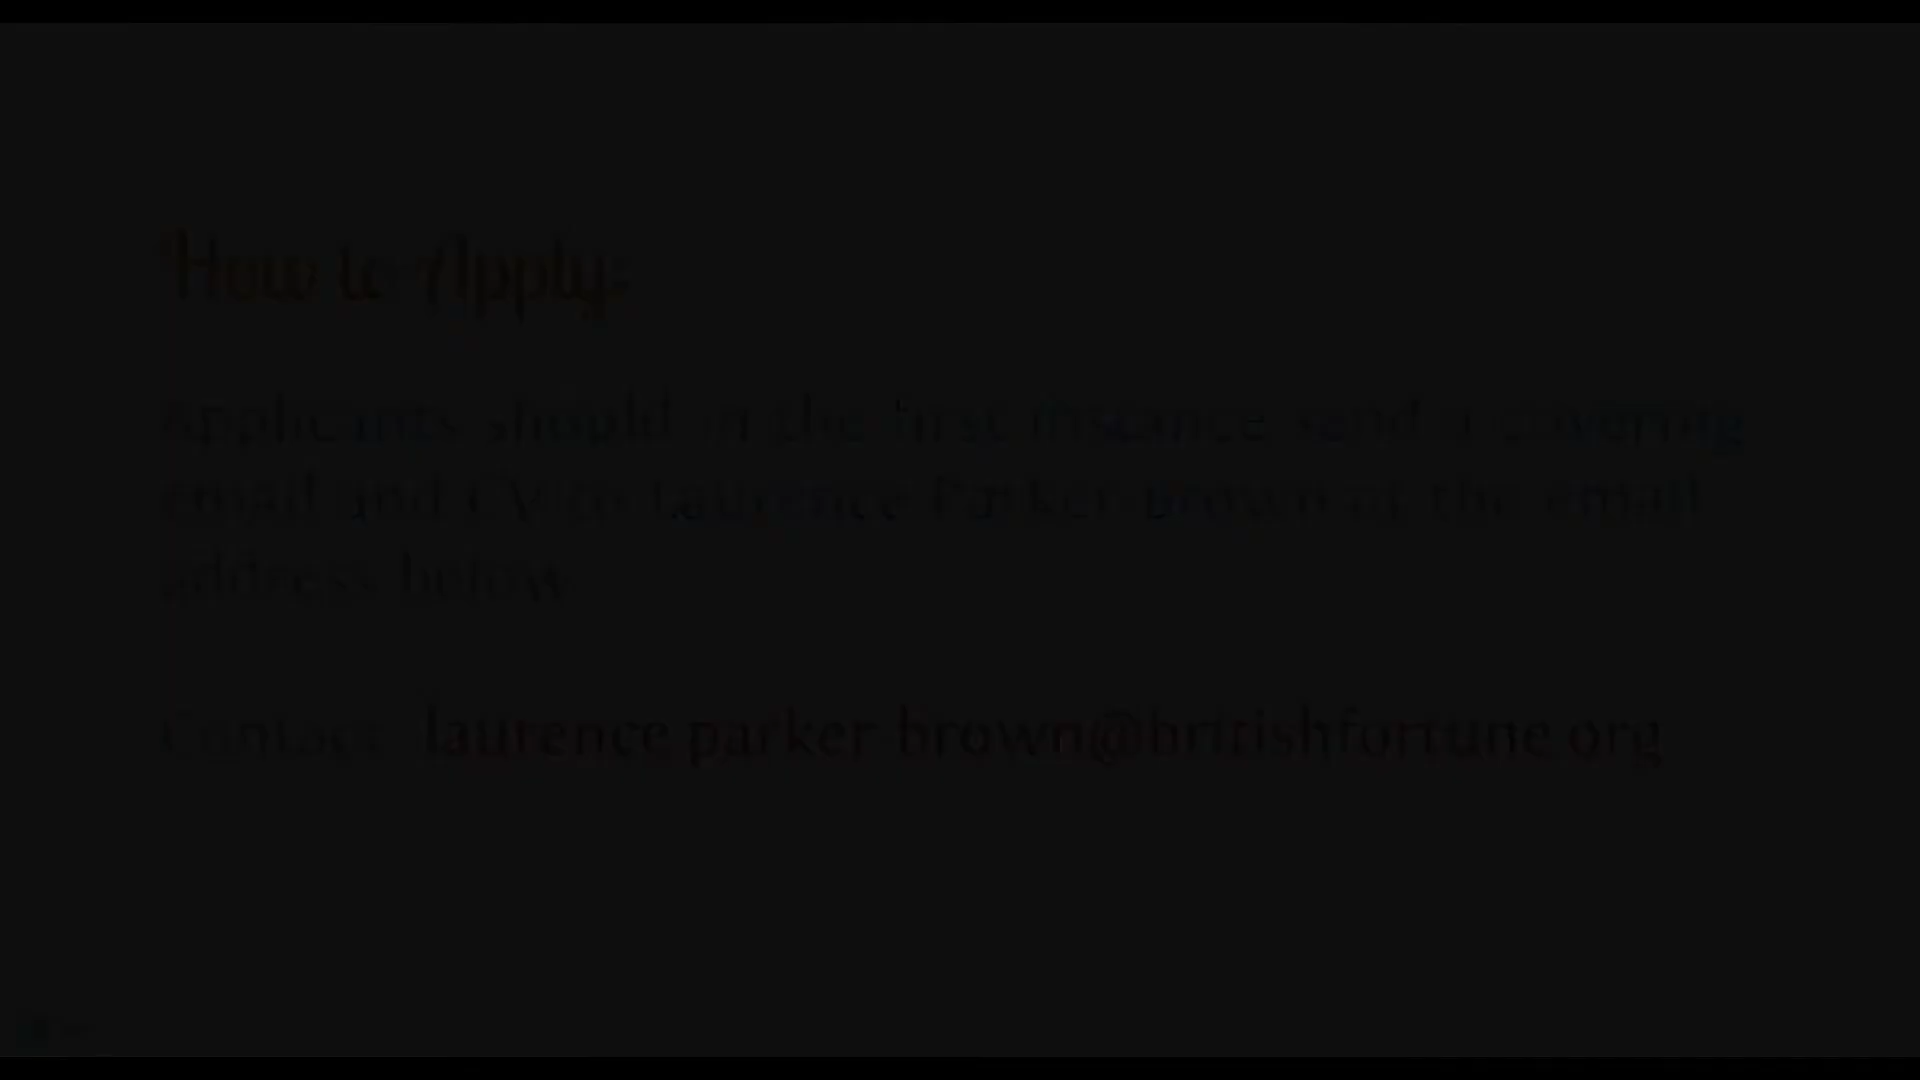 How to Apply:
Applicants should in the first instance send a covering
email and CV to Laurence Parker-Brown at the email
address below
Contact: laurence.parker-brown@britishfortune.org